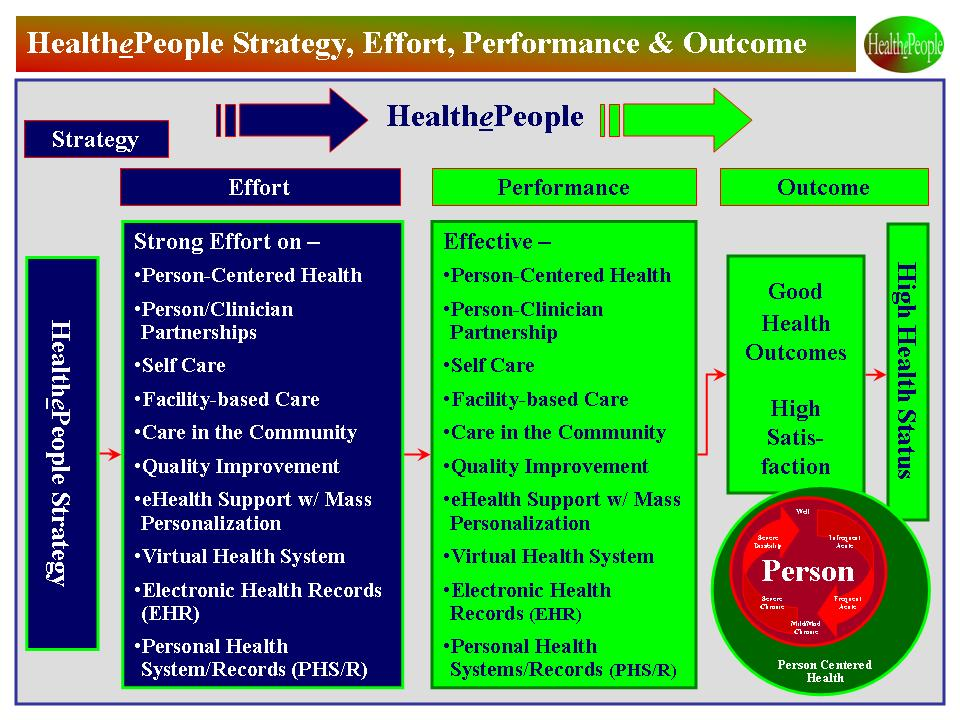 HealthePeople Strategy, Effort, Performance & Outcome
HealthePeople
HealthePeople
Strategy
Effort
Performance
Outcome
HealthePeople Strategy
Strong Effort on –
•Person-Centered Health
•Person/Clinician
Partnerships
•Self Care
•Facility-based Care
•Care in the Community
•Quality Improvement
•eHealth Support w/ Mass
Personalization
•Virtual Health System
•Electronic Health Records
(EHR)
•Personal Health
System/Records (PHS/R)
Effective –
•Person-Centered Health
•Person-Clinician
Partnership
•Self Care
•Facility-based Care
•Care in the Community
•Quality Improvement
•eHealth Support w/ Mass
Personalization
•Virtual Health System
•Electronic Health
Records (EHR)
•Personal Health
Systems/Records (PHS/R)
Good
Health
Outcomes
High
Satis-
faction
High Health Status
Well
Severe
Disability
Infrequent
Acute
Person
Severe
Chronic
Frequent
Acute
Mild/Mod
Chronic
Person Centered
Health